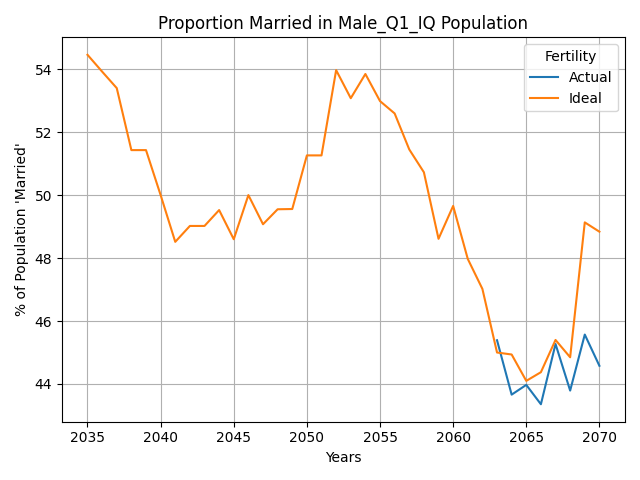 Proportion Married in Male_Q1_IQ Population
Fertility
Actual
Ideal
% of Population 'Married'
54
52
50
48
46
44
2035 2040 2045 2050 2055 2060 2065 2070
Years